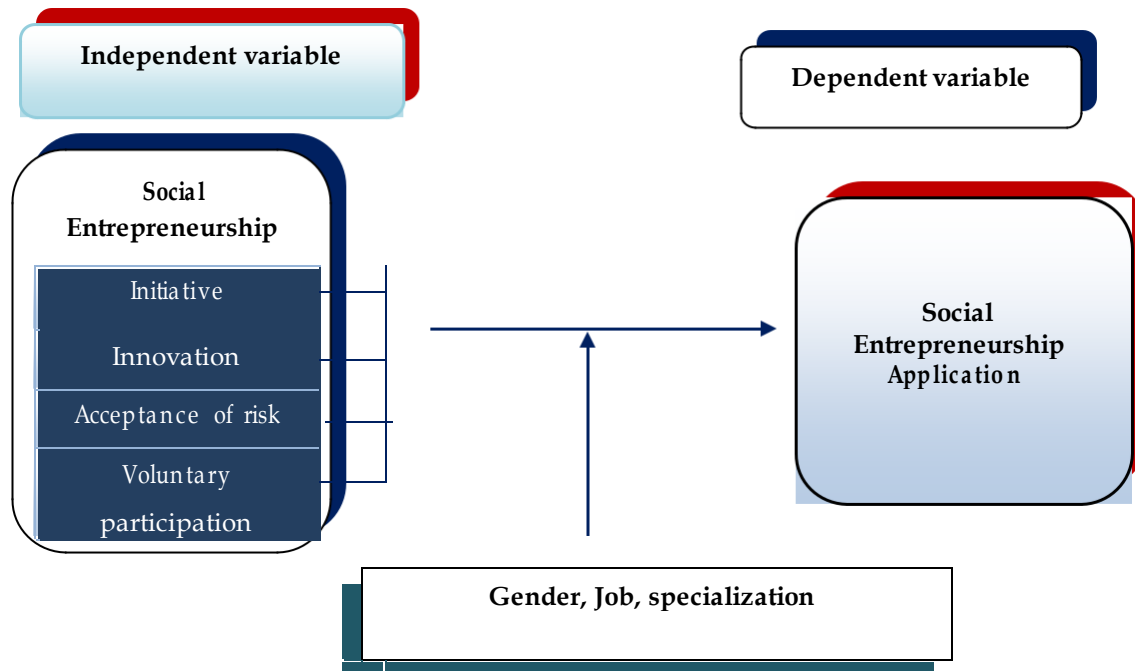 Independent variable
Dependent variable
Social
Entrepreneurship
Initiative
Innovation
Acceptance of risk
Voluntary
participation
Social
Entrepreneurship
Application
Gender, Job, specialization